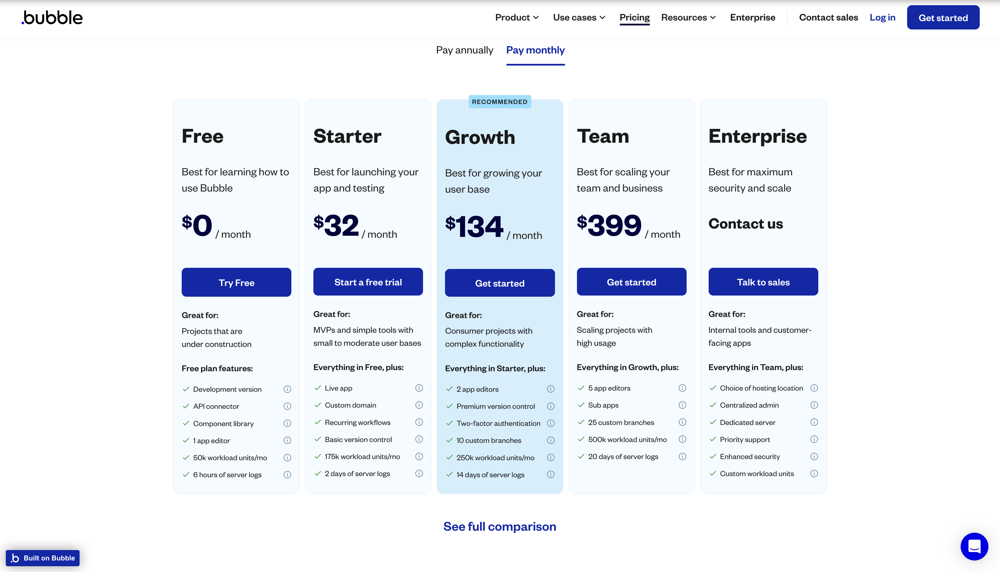 .bubble
Product
Use cases
Pricing
Resources
Enterprise
Contact sales
Log in
Get started
Pay annually
Pay monthly
Free
Best for learning how to
use Bubble
$0 / month
Try Free
Great for:
Projects that are
under construction
Free plan features:
Development version
API connector
Component library
1 app editor
50k workload units/mo
6 hours of server logs
Starter
Best for launching your
app and testing
$32 / month
Start a free trial
Great for:
MVPs and simple tools with
small to moderate user bases
Everything in Free, plus:
Live app
Custom domain
Recurring workflows
Basic version control
175k workload units/mo
2 days of server logs
RECOMMENDED
Growth
Best for growing your
user base
$134 / month
Get started
Great for:
Consumer projects with
complex functionality
Everything in Starter, plus:
2 app editors
Premium version control
Two-factor authentication
10 custom branches
250k workload units/mo
14 days of server logs
Team
Best for scaling your
team and business
$399 / month
Get started
Great for:
Scaling projects with
high usage
Everything in Growth, plus:
5 app editors
Sub apps
25 custom branches
500k workload units/mo
20 days of server logs
Enterprise
Best for maximum
security and scale
Contact us
Talk to sales
Great for:
Internal tools and customer-
facing apps
Everything in Team, plus:
Choice of hosting location
Centralized admin
Dedicated server
Priority support
Enhanced security
Custom workload units
See full comparison
.b Built on Bubble